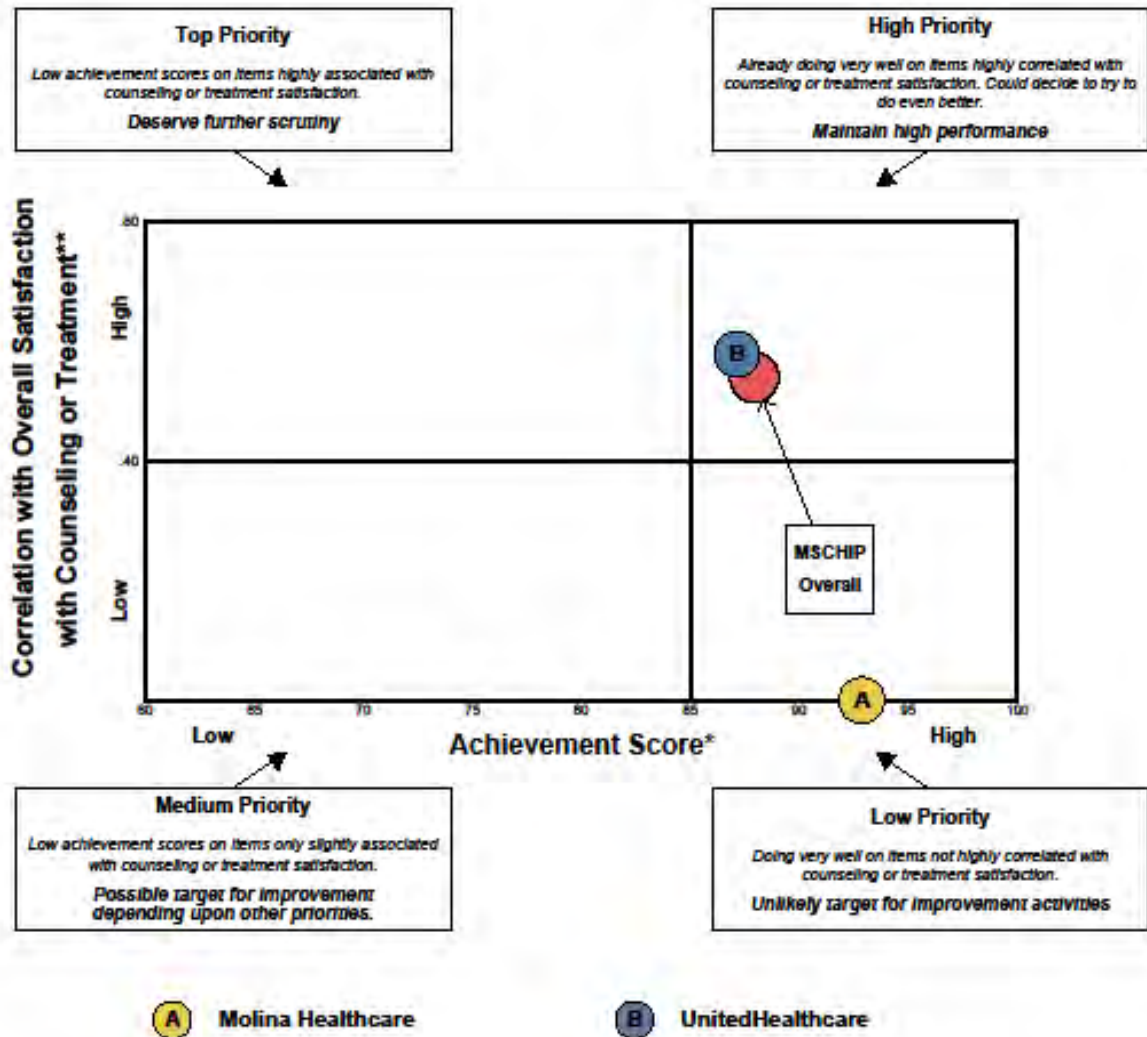 Top Priority
Low achievement scores on items highly associated with
counseling or treatment satisfaction.
Deserve further scrutiny
High Priority
Already doing very well on items highly correlated with
counseling or treatment satisfaction. Could decide to try to
do even better.
Maintain high performance
Correlation with Overall Satisfaction
with Counseling or Treatment**
High
Low
.80
.40
B
MSCHIP
Overall
A
60 65 70 75 80 85 90 95 100
Low
Achievement Score*
High
Medium Priority
Low achievement scores on items only slightly associated
with counseling or treatment satisfaction.
Possible target for improvement
depending upon other priorities.
Low Priority
Doing very well on items not highly correlated with
counseling or treatment satisfaction.
Unlikely target for improvement activities
A Molina Healthcare
B UnitedHealthcare